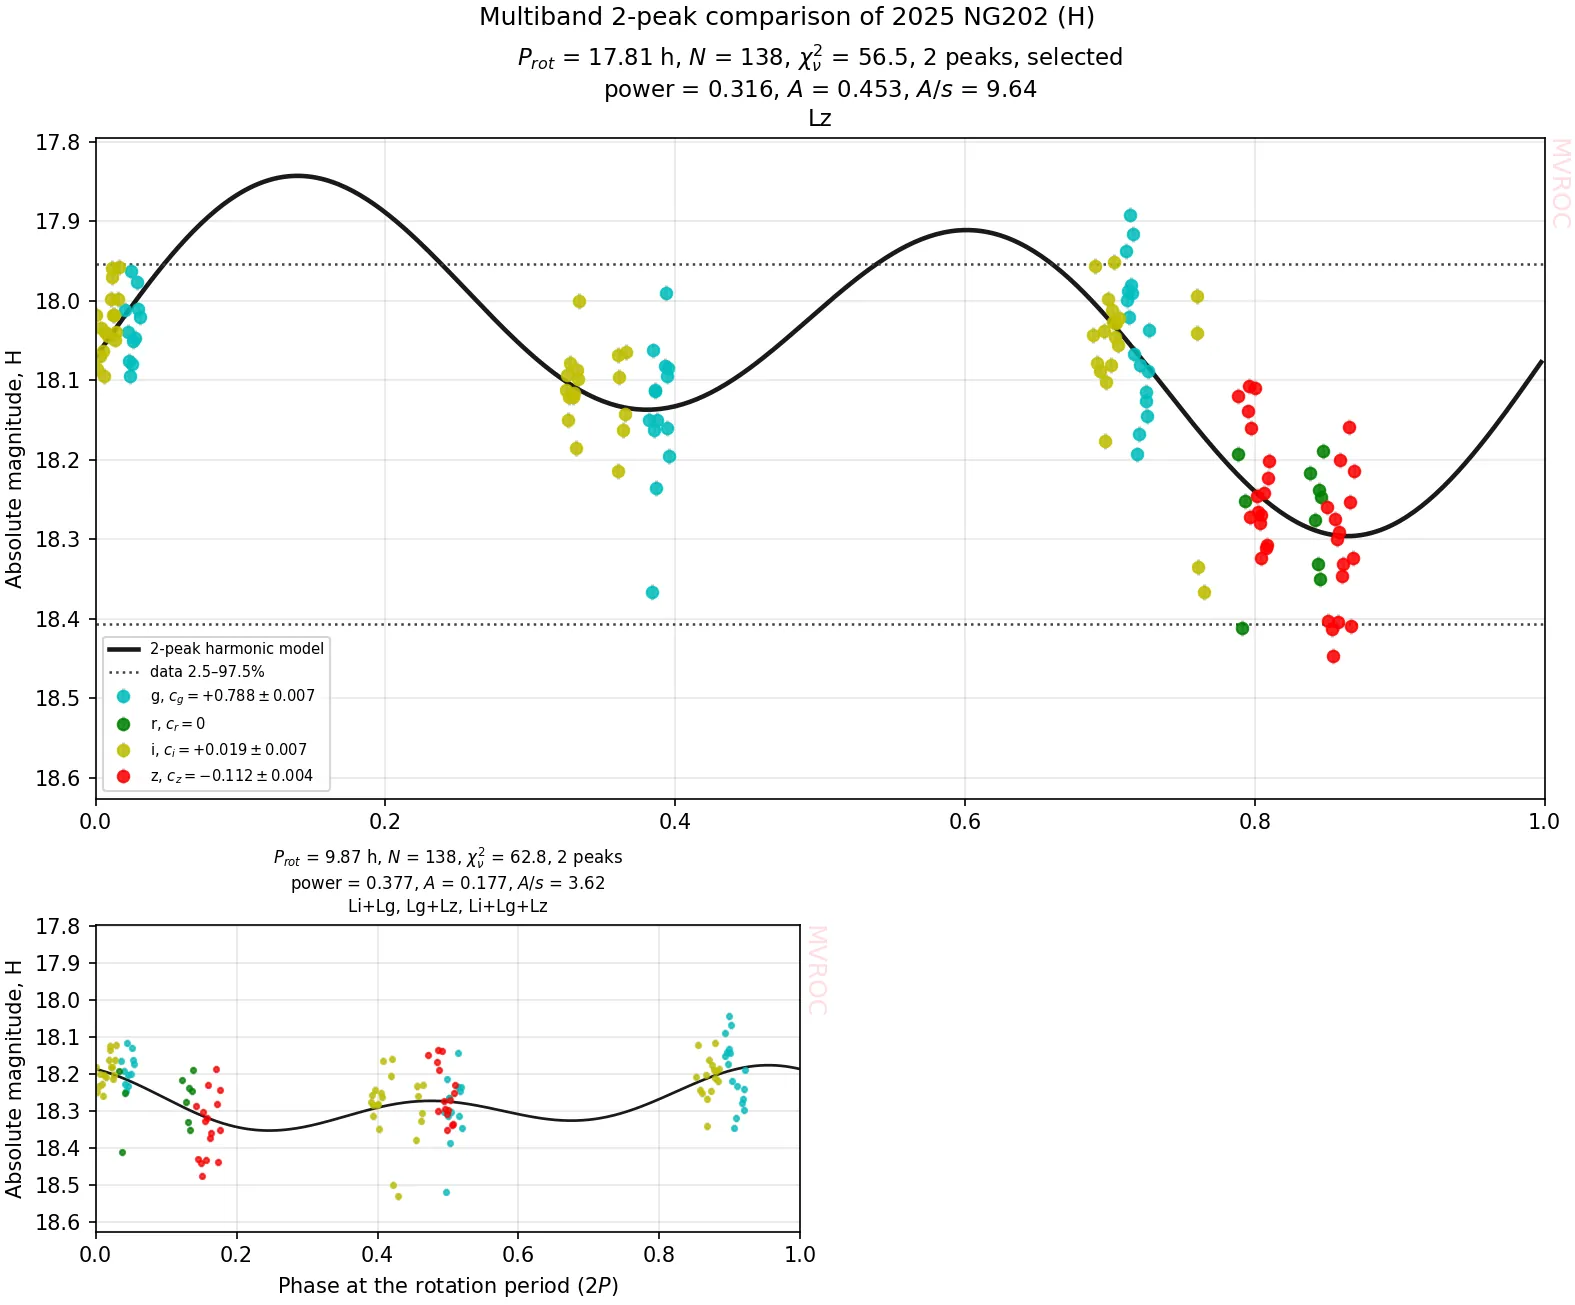 Multiband 2-peak comparison of 2025 NG202 (H)
P_rot = 17.81 h, N = 138, χ²_ν = 56.5, 2 peaks, selected
power = 0.316, A = 0.453, A/s = 9.64
Lz
17.8
17.9
18.0
18.1
18.2
18.3
18.4
18.5
18.6
Absolute magnitude, H
MVROC
2-peak harmonic model
data 2.5–97.5%
g, c_g = +0.788 ± 0.007
r, c_r = 0
i, c_i = +0.019 ± 0.007
z, c_z = −0.112 ± 0.004
0.0 0.2 0.4 0.6 0.8 1.0
P_rot = 9.87 h, N = 138, χ²_ν = 62.8, 2 peaks
power = 0.377, A = 0.177, A/s = 3.62
Li+Lg, Lg+Lz, Li+Lg+Lz
17.8
17.9
18.0
18.1
18.2
18.3
18.4
18.5
18.6
Absolute magnitude, H
MVROC
0.0 0.2 0.4 0.6 0.8 1.0
Phase at the rotation period (2P)